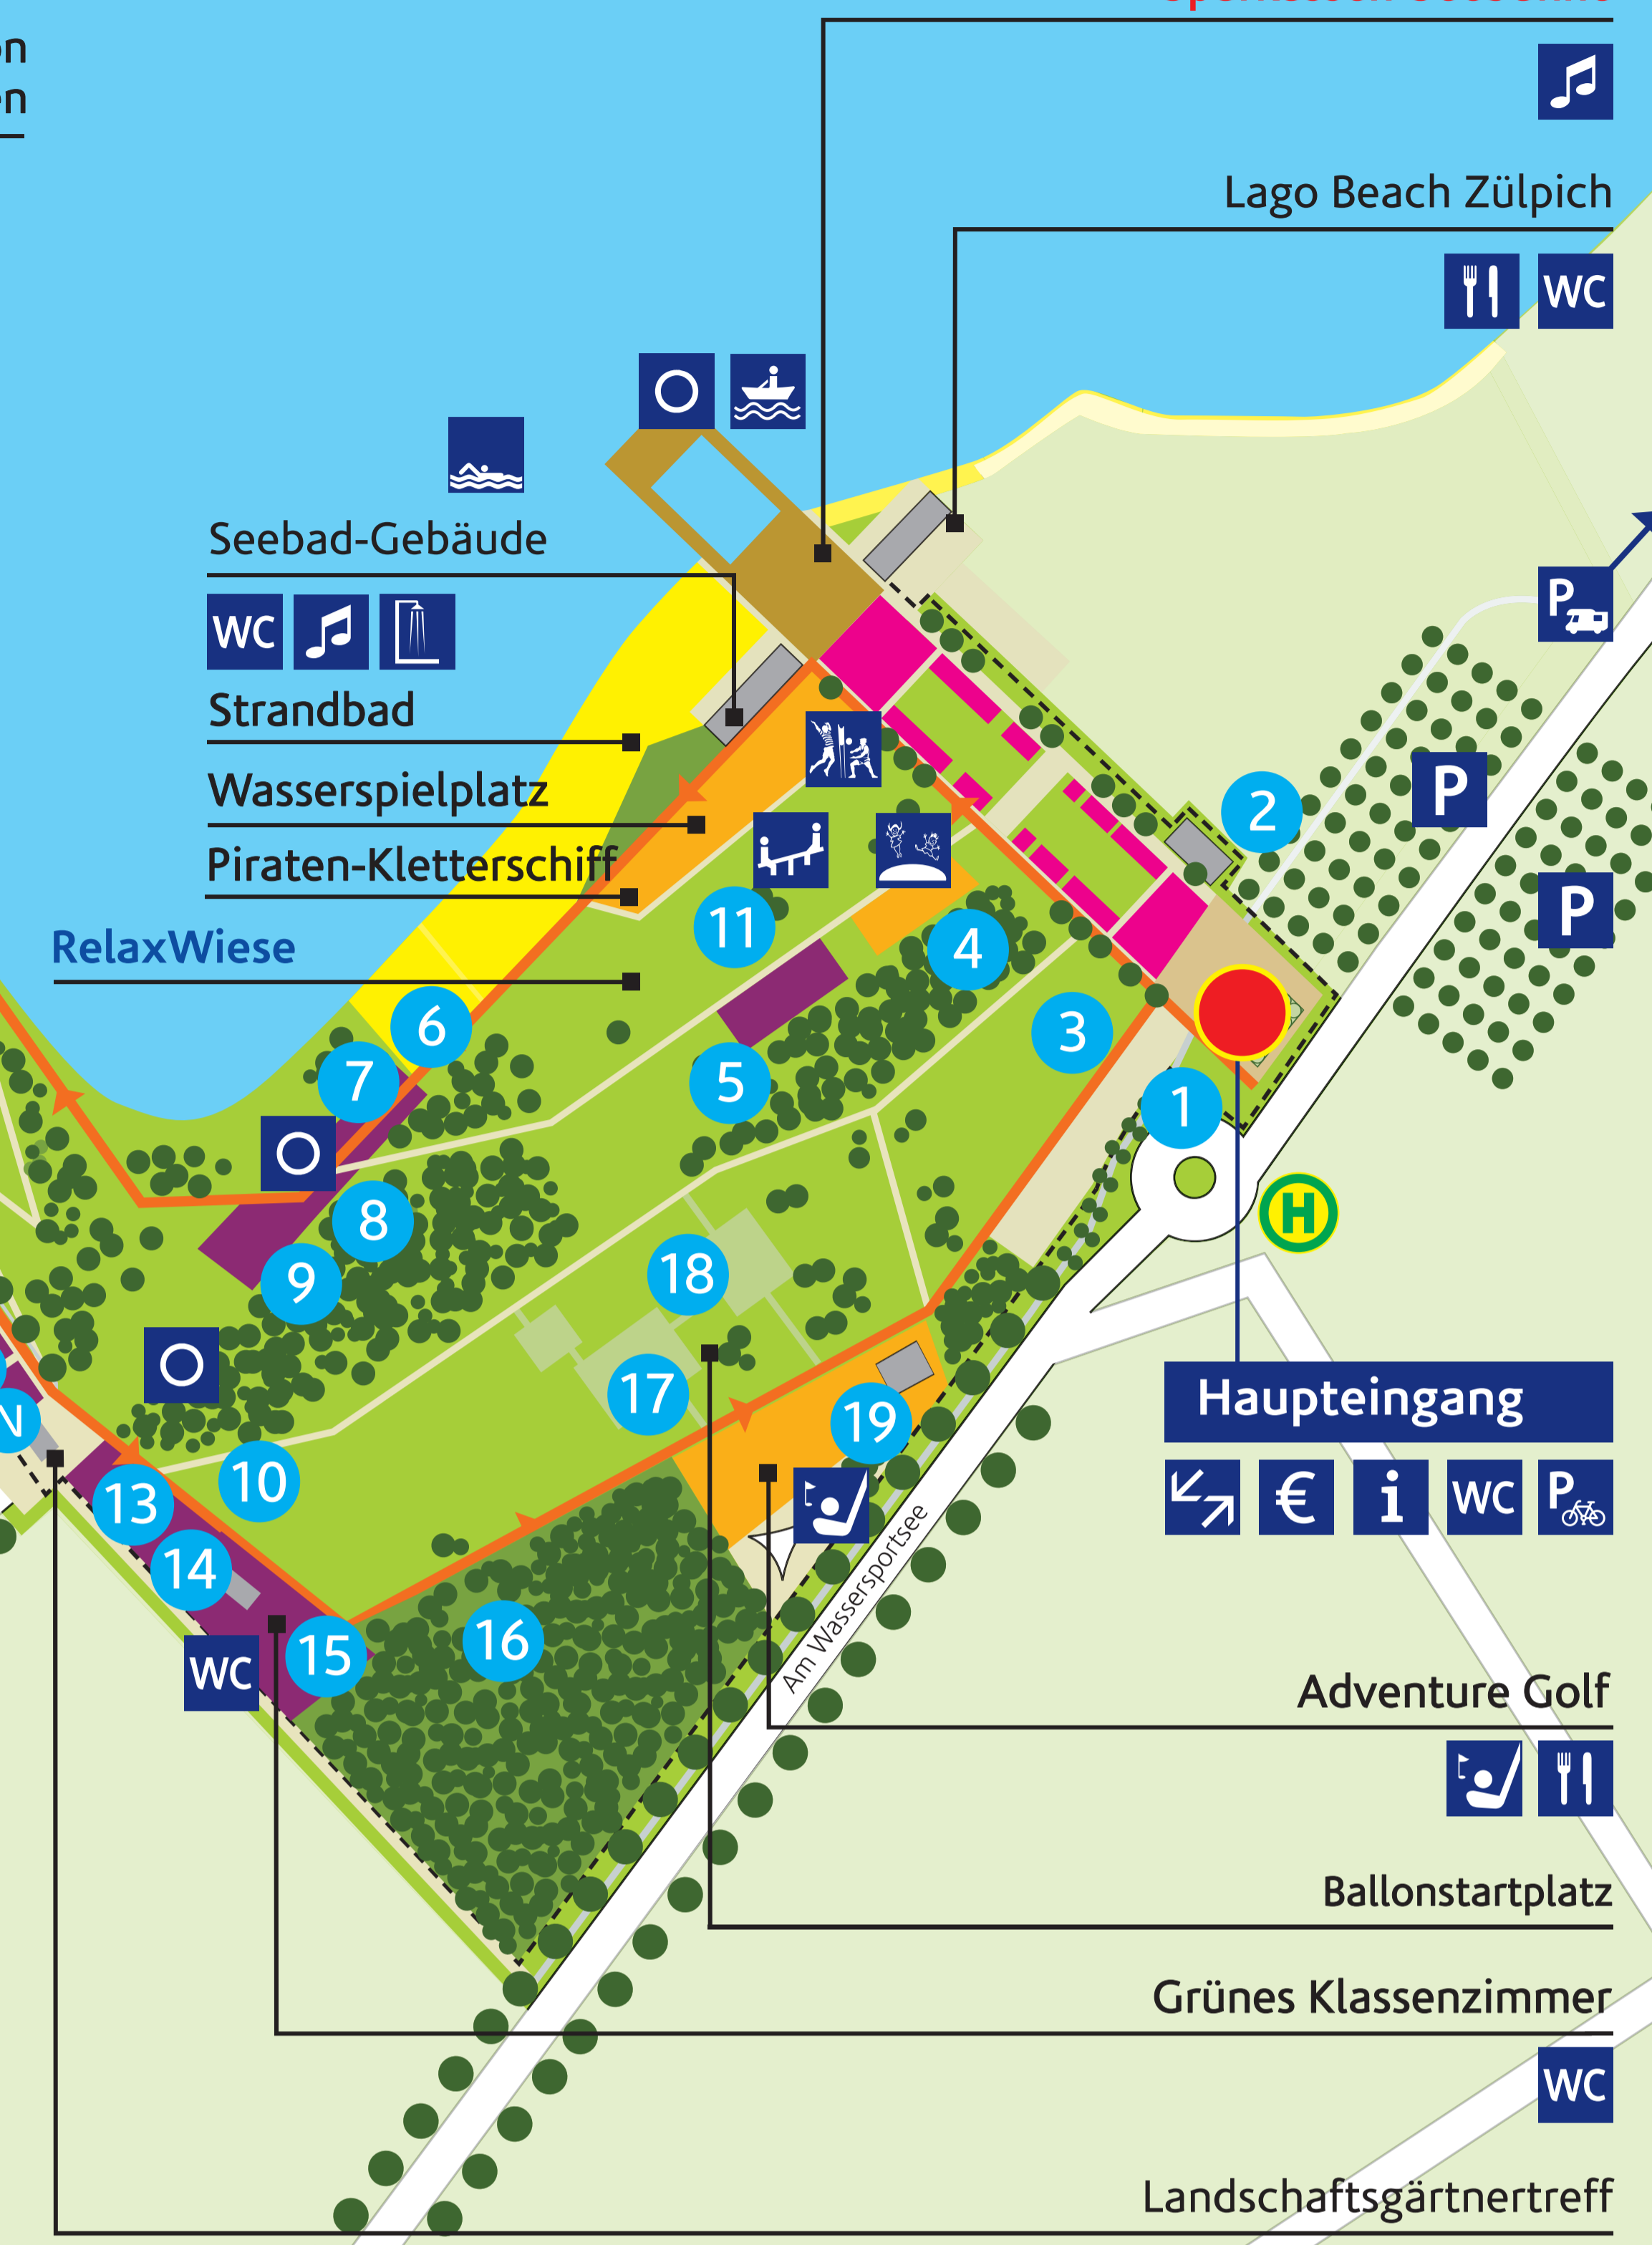 Lago Beach Zülpich
WC
Seebad-Gebäude
WC
Strandbad
Wasserspielplatz
Piraten-Kletterschiff
RelaxWiese
P
P
P
2
11
4
6
3
7
5
1
8
H
18
9
17
19
N
10
13
14
15
16
WC
Haupteingang
€
i
WC
P
Am Wassersportsee
Adventure Golf
Ballonstartplatz
Grünes Klassenzimmer
WC
Landschaftsgärtnertreff